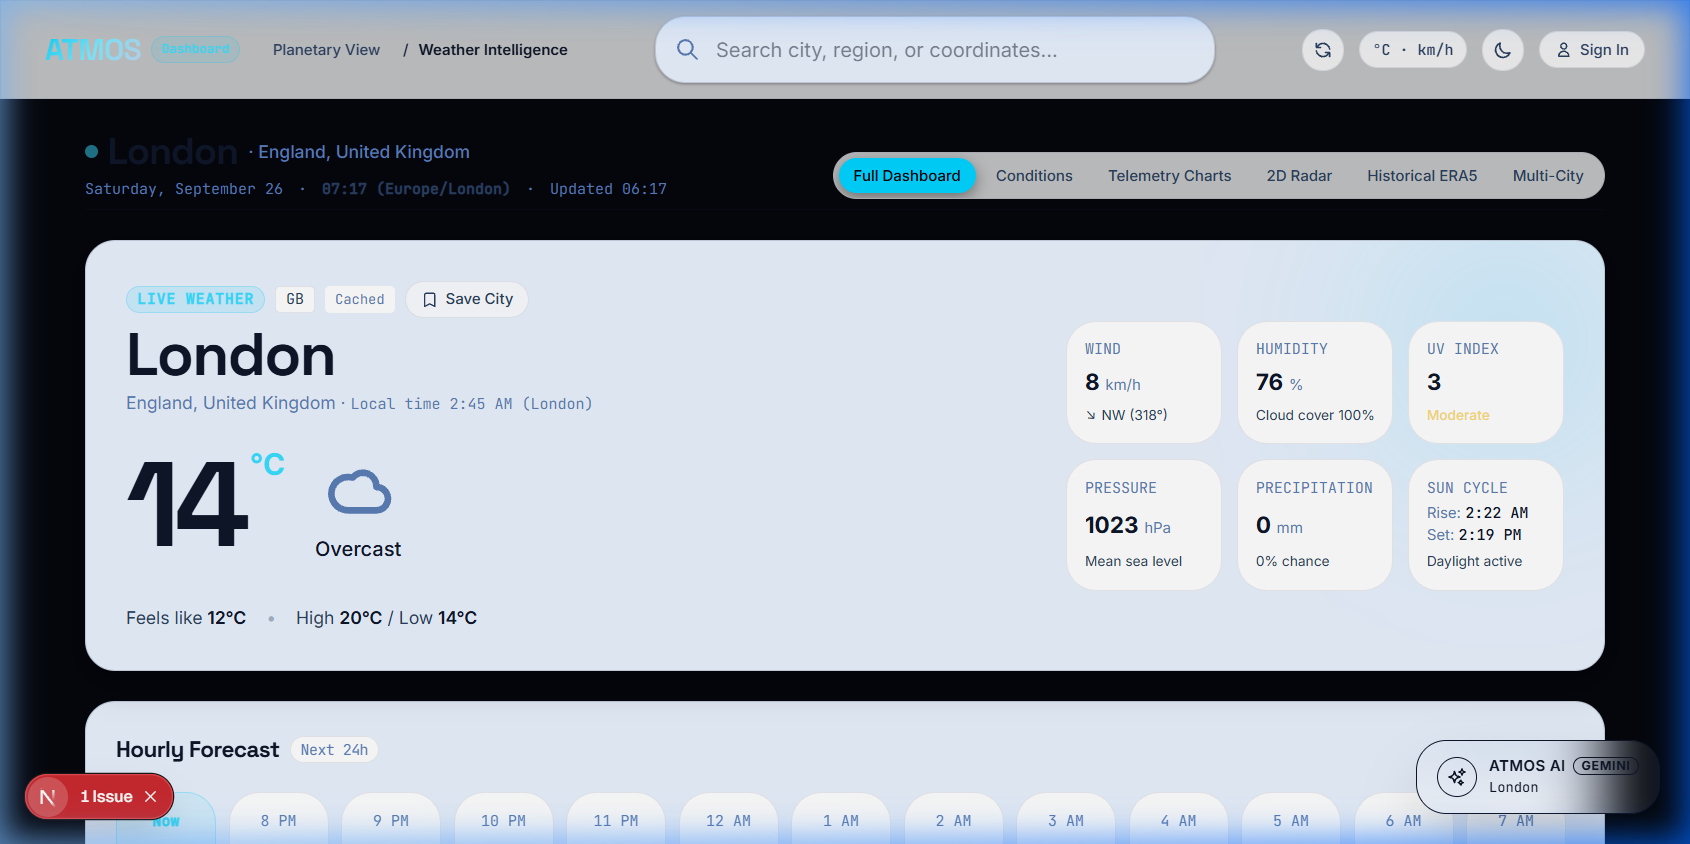 ATMOS Dashboard Planetary View / Weather Intelligence Search city, region, or coordinates... °C · km/h Sign In
London · England, United Kingdom
Saturday, September 26 · 07:17 (Europe/London) · Updated 06:17
Full Dashboard Conditions Telemetry Charts 2D Radar Historical ERA5 Multi-City
LIVE WEATHER GB Cached Save City
London
England, United Kingdom · Local time 2:45 AM (London)
14 °C
Overcast
Feels like 12°C • High 20°C / Low 14°C
WIND
8 km/h
↘ NW (318°)
HUMIDITY
76 %
Cloud cover 100%
UV INDEX
3
Moderate
PRESSURE
1023 hPa
Mean sea level
PRECIPITATION
0 mm
0% chance
SUN CYCLE
Rise: 2:22 AM
Set: 2:19 PM
Daylight active
Hourly Forecast Next 24h
Now 8 PM 9 PM 10 PM 11 PM 12 AM 1 AM 2 AM 3 AM 4 AM 5 AM 6 AM 7 AM
N 1 Issue
ATMOS AI GEMINI
London